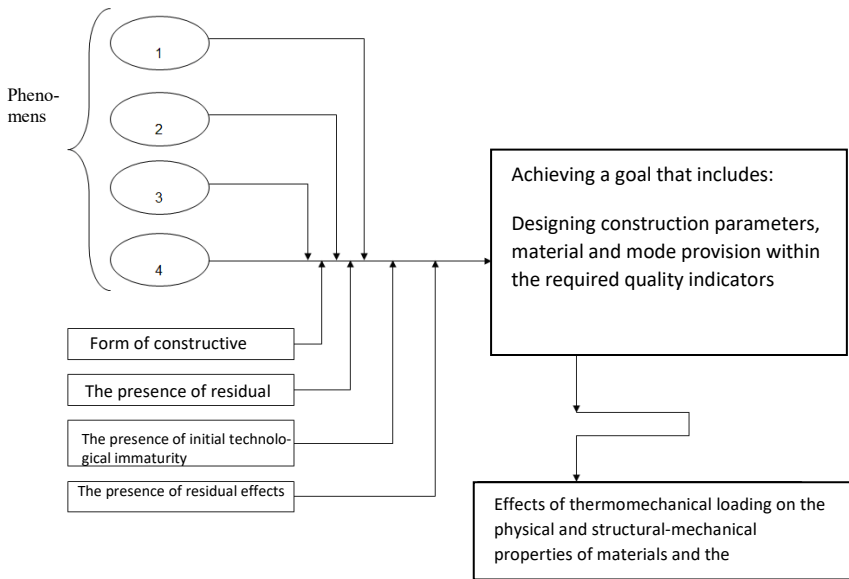 1
Pheno-
mens
2
3
4
Achieving a goal that includes:
Designing construction parameters,
material and mode provision within
the required quality indicators
Form of constructive
The presence of residual
The presence of initial technolo-
gical immaturity
The presence of residual effects
Effects of thermomechanical loading on the
physical and structural-mechanical
properties of materials and the